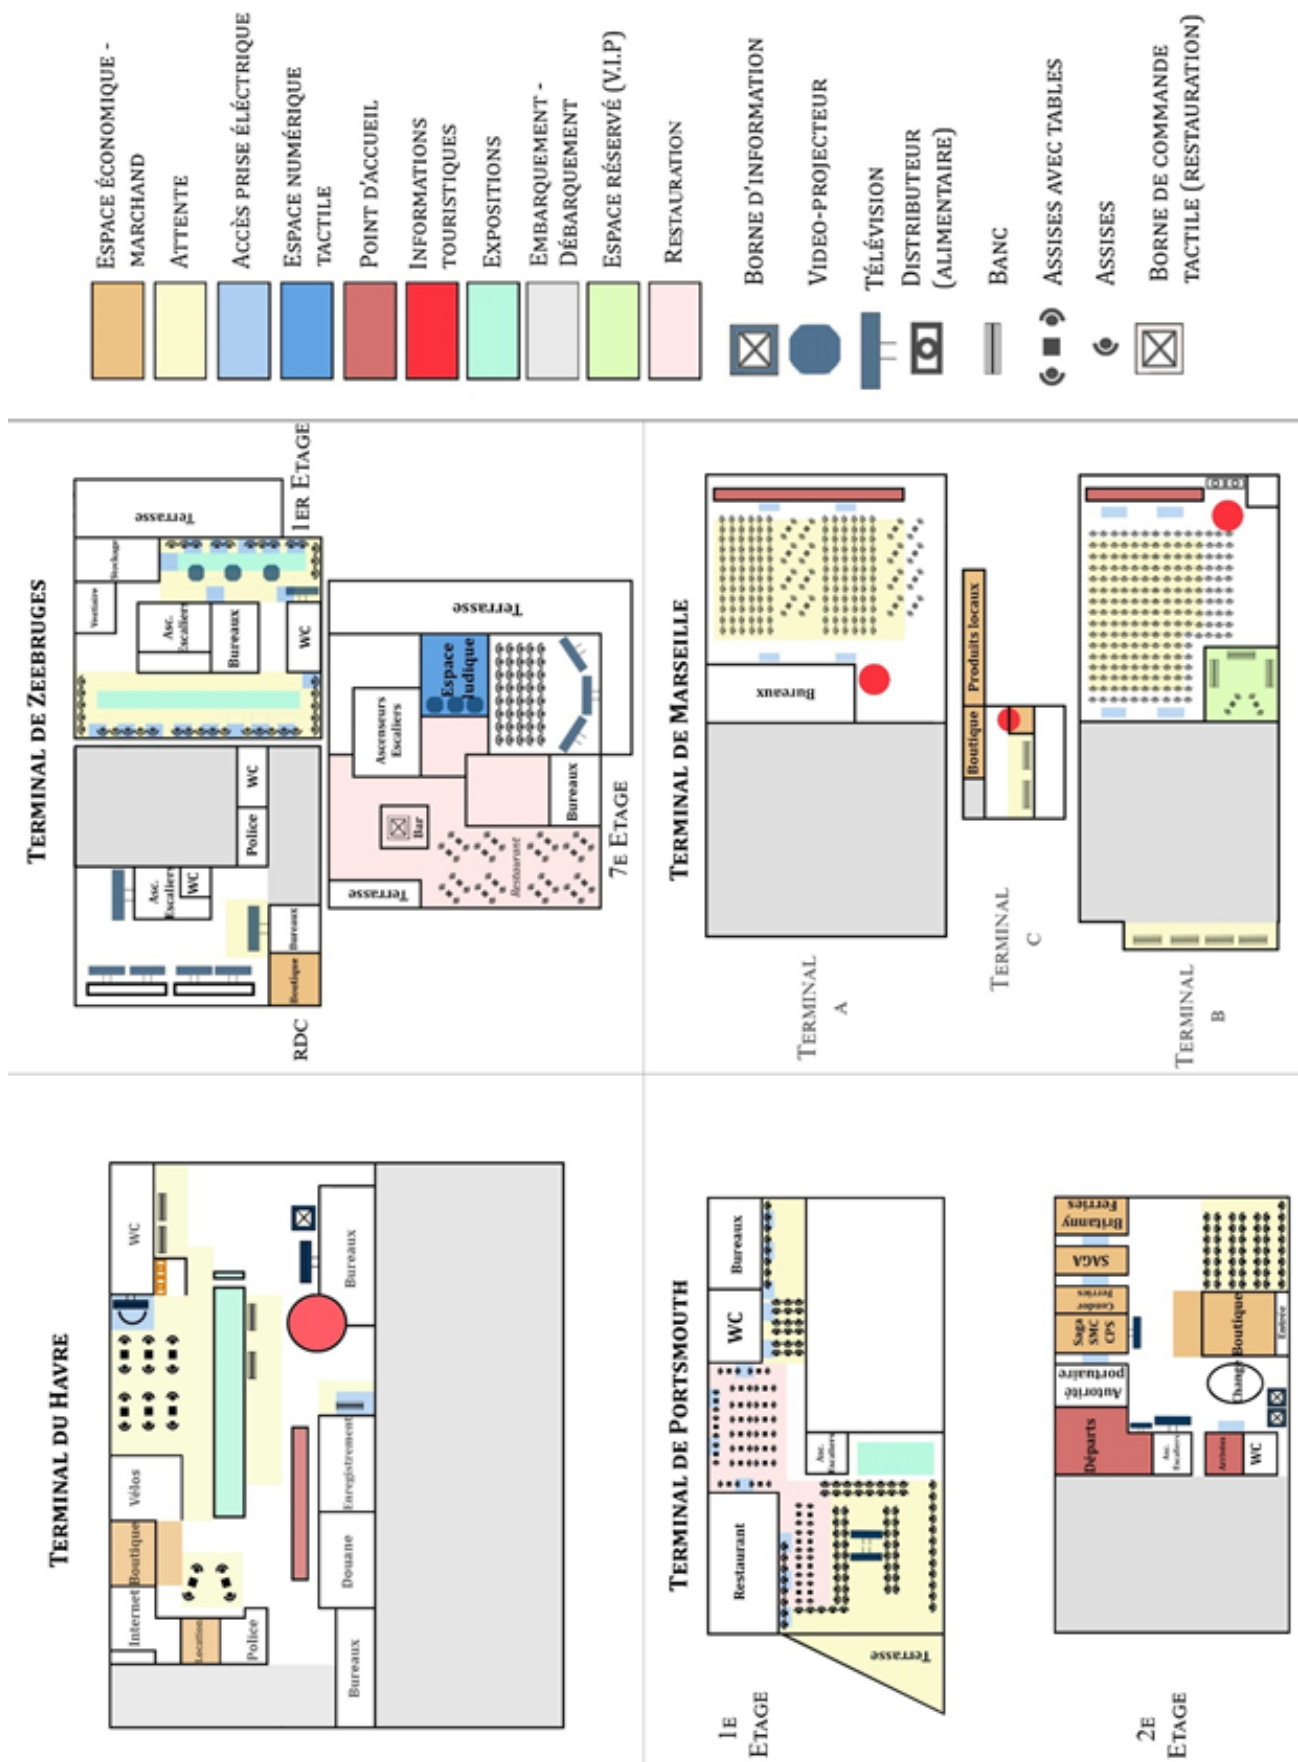 TERMINAL DU HAVRE
Internet
Boutique
Vélos
WC
Location
Police
Bureaux
Douane
Enregistrement
Bureaux
TERMINAL DE ZEEBRUGES
RDC
Boutique
Bureaux
Asc.
Escaliers
WC
Police
WC
1ER ETAGE
Vestiaire
Stockage
Terrasse
Asc.
Escaliers
Bureaux
WC
7E ETAGE
Terrasse
Bar
Restaurant
Ascenseurs
Escaliers
Espace
ludique
Bureaux
Terrasse
TERMINAL DE PORTSMOUTH
1E
ETAGE
Restaurant
WC
Bureaux
Asc.
Escaliers
Terrasse
2E
ETAGE
Départs
Autorité
portuaire
Saga
SMC
CPS
Condor
Ferries
SAGA
Britanny
Ferries
Asc.
Escaliers
Arrivées
WC
Change
Boutique
Entrée
TERMINAL DE MARSEILLE
TERMINAL
A
Bureaux
TERMINAL
C
Boutique
Produits locaux
TERMINAL
B
ESPACE ÉCONOMIQUE -
MARCHAND
ATTENTE
ACCÈS PRISE ÉLÉCTRIQUE
ESPACE NUMÉRIQUE
TACTILE
POINT D'ACCUEIL
INFORMATIONS
TOURISTIQUES
EXPOSITIONS
EMBARQUEMENT -
DÉBARQUEMENT
ESPACE RÉSERVÉ (V.I.P)
RESTAURATION
BORNE D'INFORMATION
VIDEO-PROJECTEUR
TÉLÉVISION
DISTRIBUTEUR
(ALIMENTAIRE)
BANC
ASSISES AVEC TABLES
ASSISES
BORNE DE COMMANDE
TACTILE (RESTAURATION)